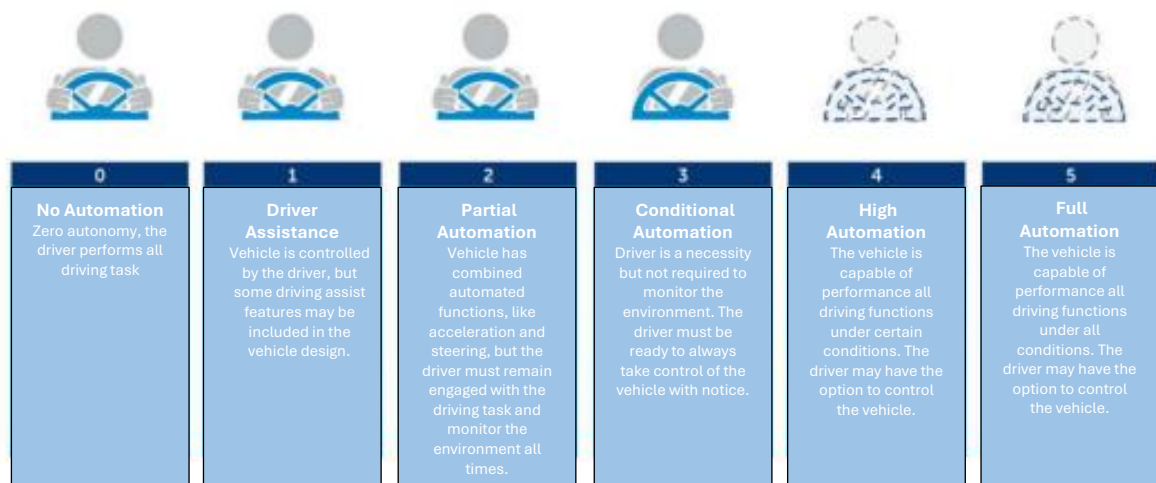 0
No Automation
Zero autonomy, the
driver performs all
driving task
1
Driver
Assistance
Vehicle is controlled
by the driver, but
some driving assist
features may be
included in the
vehicle design.
2
Partial
Automation
Vehicle has
combined
automated
functions, like
acceleration and
steering, but the
driver must remain
engaged with the
driving task and
monitor the
environment all
times.
3
Conditional
Automation
Driver is a necessity
but not required to
monitor the
environment. The
driver must be
ready to always
take control of the
vehicle with notice.
4
High
Automation
The vehicle is
capable of
performance all
driving functions
under certain
conditions. The
driver may have the
option to control
the vehicle.
5
Full
Automation
The vehicle is
capable of
performance all
driving functions
under all
conditions. The
driver may have the
option to control
the vehicle.